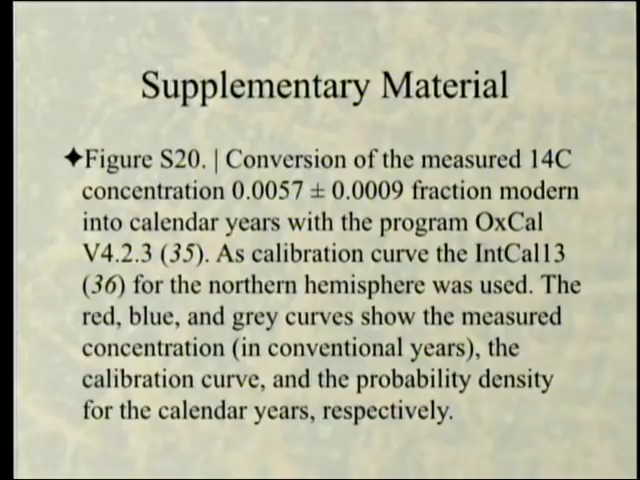 Supplementary Material
✦Figure S20. | Conversion of the measured 14C
concentration 0.0057 ± 0.0009 fraction modern
into calendar years with the program OxCal
V4.2.3 (35). As calibration curve the IntCal13
(36) for the northern hemisphere was used. The
red, blue, and grey curves show the measured
concentration (in conventional years), the
calibration curve, and the probability density
for the calendar years, respectively.